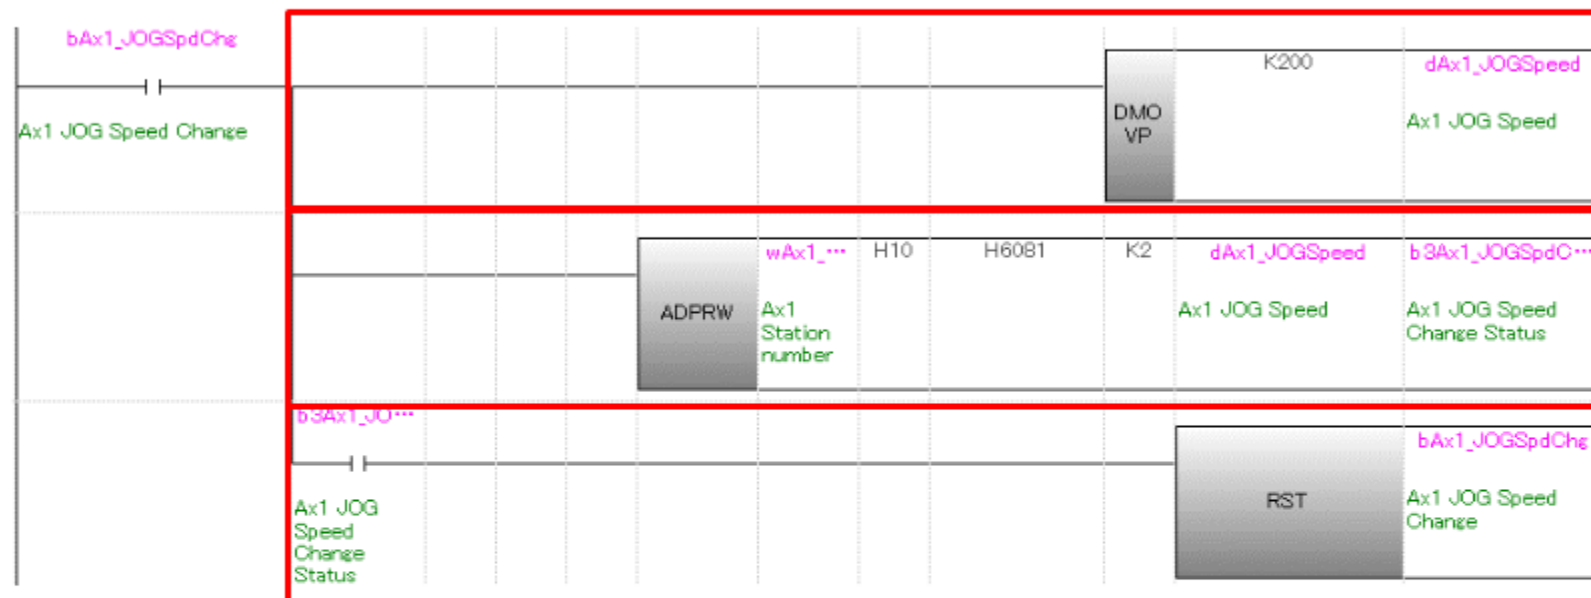 bAx1_JOGSpdChg
Ax1 JOG Speed Change
DMO
VP
K200
dAx1_JOGSpeed
Ax1 JOG Speed
ADPRW
wAx1_…
Ax1
Station
number
H10
H6081
K2
dAx1_JOGSpeed
Ax1 JOG Speed
b3Ax1_JOGSpdC…
Ax1 JOG Speed
Change Status
b3Ax1_JO…
Ax1 JOG
Speed
Change
Status
RST
bAx1_JOGSpdChg
Ax1 JOG Speed
Change